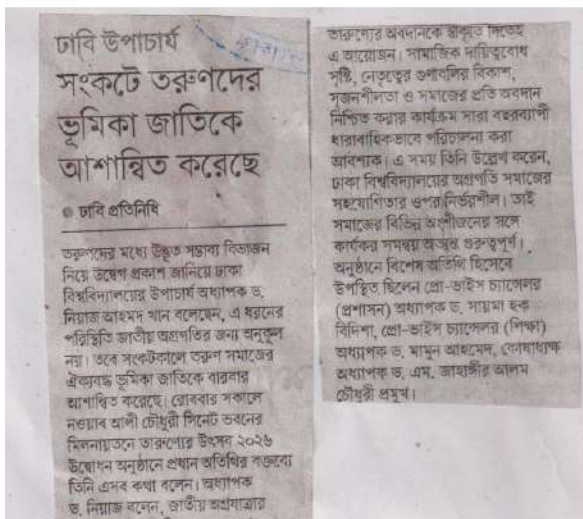 ঢাবি উপাচার্য
সংকটে তরুণদের
ভূমিকা জাতিকে
আশান্বিত করেছে
ঢাবি প্রতিনিধি
তরুণদের মধ্যে উদ্ভূত সম্ভাব্য বিভাজন
নিয়ে উদ্বেগ প্রকাশ জানিয়ে ঢাকা
বিশ্ববিদ্যালয়ের উপাচার্য অধ্যাপক ড.
নিয়াজ আহমদ খান বলেছেন, এ ধরনের
পরিস্থিতি জাতীয় অগ্রগতির জন্য অনুকূল
নয়। তবে সংকটকালে তরুণ সমাজের
ঐক্যবদ্ধ ভূমিকা জাতিকে বারবার
আশান্বিত করেছে। রোববার সকালে
নওয়াব আলী চৌধুরী সিনেট ভবনের
মিলনায়তনে তারুণ্যের উৎসব ২০২৬
উদ্বোধন অনুষ্ঠানে প্রধান অতিথির বক্তব্যে
তিনি এসব কথা বলেন। অধ্যাপক
ড. নিয়াজ বলেন, জাতীয় অগ্রযাত্রায়
তারুণ্যের অবদানকে স্বীকৃতি দিতেই
এ আয়োজন। সামাজিক দায়িত্ববোধ
সৃষ্টি, নেতৃত্বের গুণাবলির বিকাশ,
সৃজনশীলতা ও সমাজের প্রতি অবদান
নিশ্চিত করার কার্যক্রম সারা বছরব্যাপী
ধারাবাহিকভাবে পরিচালনা করা
আবশ্যক। এ সময় তিনি উল্লেখ করেন,
ঢাকা বিশ্ববিদ্যালয়ের অগ্রগতি সমাজের
সহযোগিতার ওপর নির্ভরশীল। তাই
সমাজের বিভিন্ন অংশীজনের সঙ্গে
কার্যকর সমন্বয় অত্যন্ত গুরুত্বপূর্ণ।
অনুষ্ঠানে বিশেষ অতিথি হিসেবে
উপস্থিত ছিলেন প্রো-ভাইস চ্যান্সেলর
(প্রশাসন) অধ্যাপক ড. সায়মা হক
বিদিশা, প্রো-ভাইস চ্যান্সেলর (শিক্ষা)
অধ্যাপক ড. মামুন আহমেদ, কোষাধ্যক্ষ
অধ্যাপক ড. এম. জাহাঙ্গীর আলম
চৌধুরী প্রমুখ।